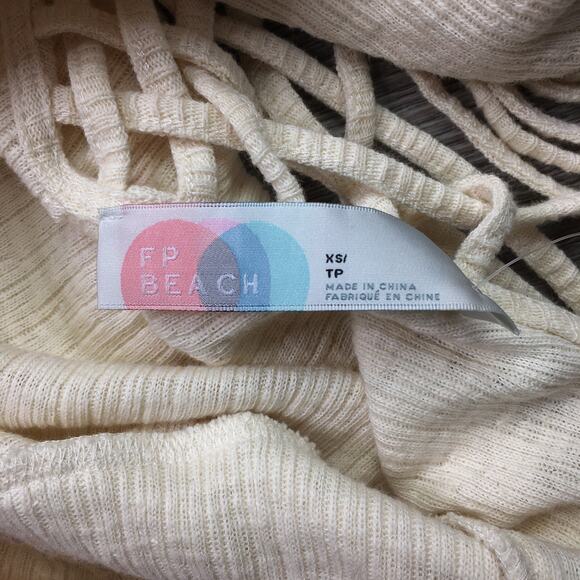 FP
BEACH
XS/
TP
MADE IN CHINA
FABRIQUÉ EN CHINE